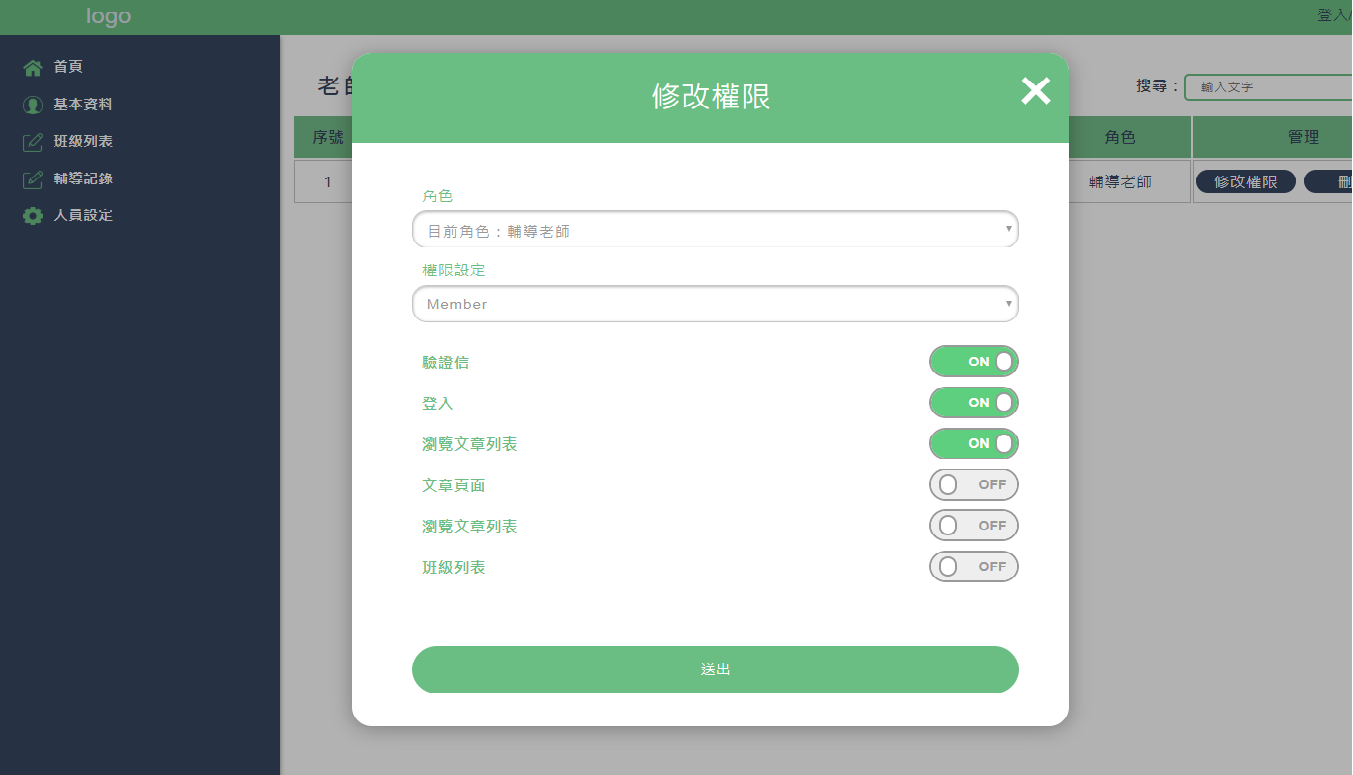 logo
登入/
首頁
基本資料
班級列表
輔導記錄
人員設定
老
搜尋：
輸入文字
序號
角色
管理
1
輔導老師
修改權限
刪
修改權限
角色
目前角色：輔導老師
權限設定
Member
驗證信
ON
登入
ON
瀏覽文章列表
ON
文章頁面
OFF
瀏覽文章列表
OFF
班級列表
OFF
送出